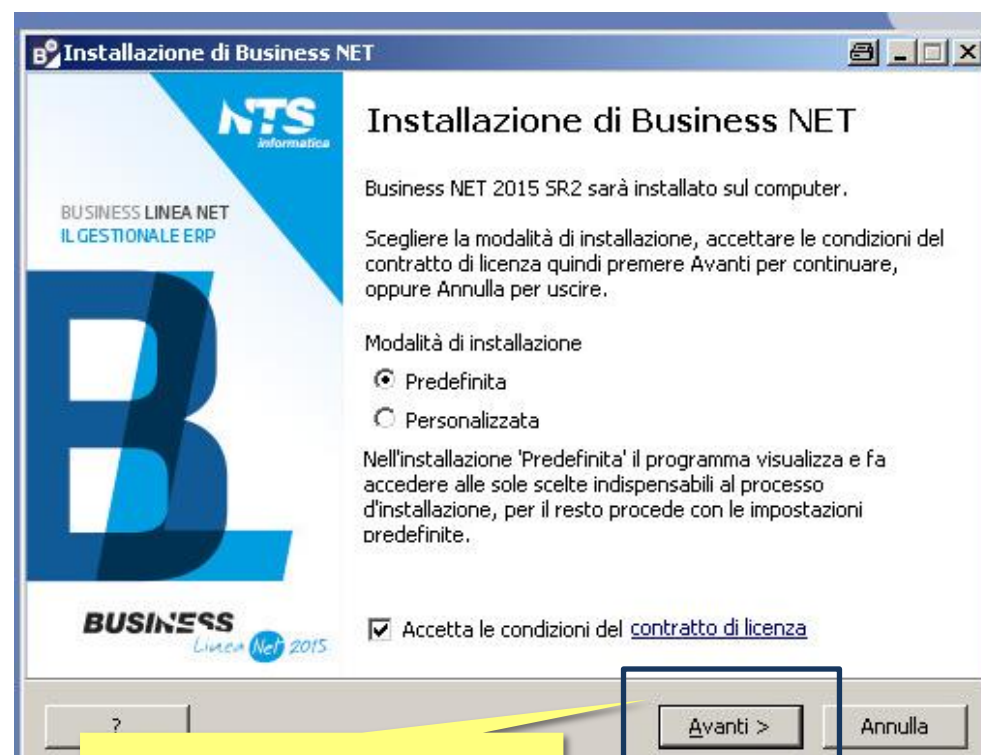 Installazione di Business NET
NTS
informatica
BUSINESS LINEA NET
IL GESTIONALE ERP
BUSINESS
Linea Net 2015
Installazione di Business NET
Business NET 2015 SR2 sarà installato sul computer.
Scegliere la modalità di installazione, accettare le condizioni del
contratto di licenza quindi premere Avanti per continuare,
oppure Annulla per uscire.
Modalità di installazione
Predefinita
Personalizzata
Nell'installazione 'Predefinita' il programma visualizza e fa
accedere alle sole scelte indispensabili al processo
d'installazione, per il resto procede con le impostazioni
predefinite.
Accetta le condizioni del contratto di licenza
?
Avanti >
Annulla